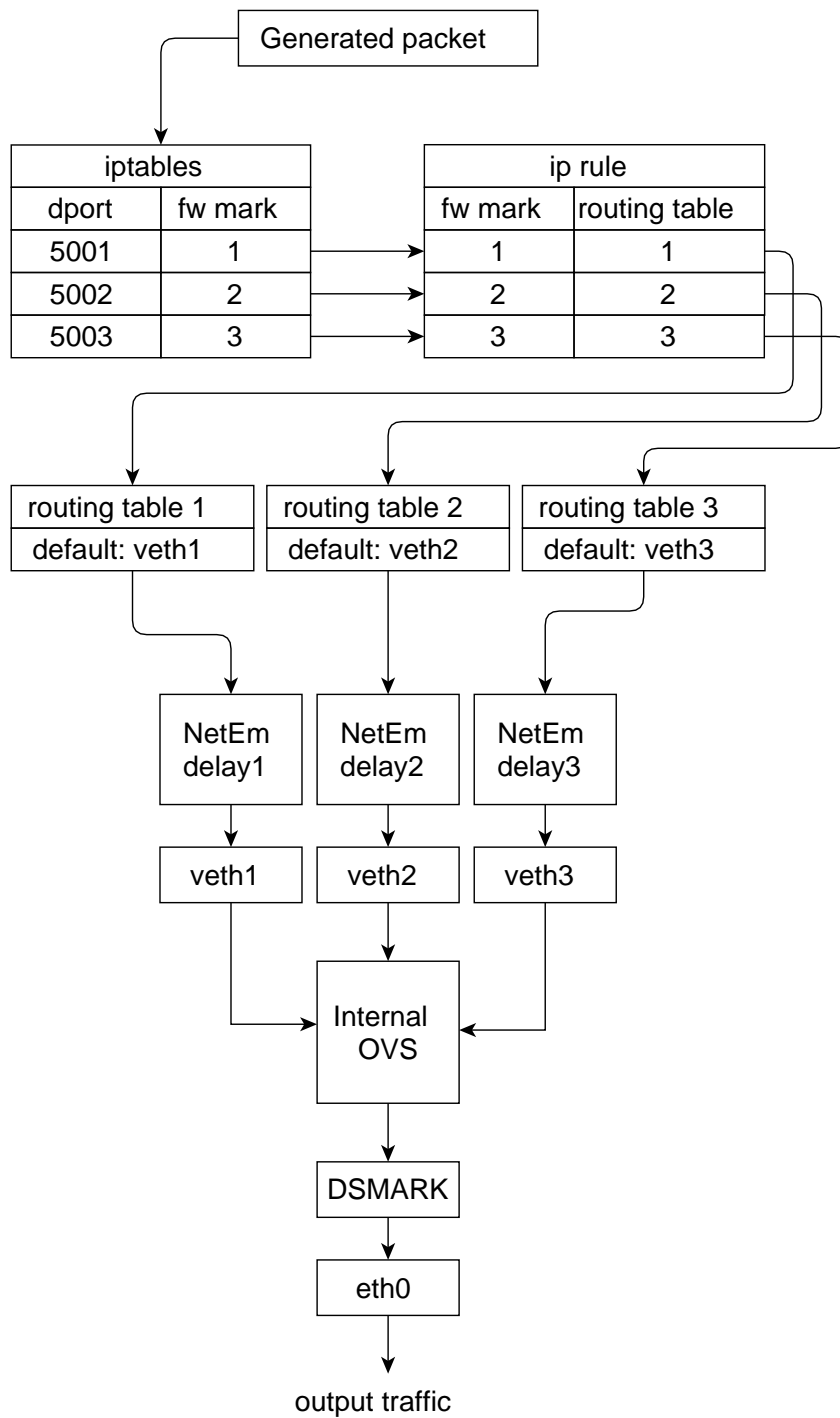 Generated packet
iptables
dport fw mark
5001 1
5002 2
5003 3
ip rule
fw mark routing table
1 1
2 2
3 3
routing table 1
default: veth1
routing table 2
default: veth2
routing table 3
default: veth3
NetEm
delay1
NetEm
delay2
NetEm
delay3
veth1
veth2
veth3
Internal
OVS
DSMARK
eth0
output traffic